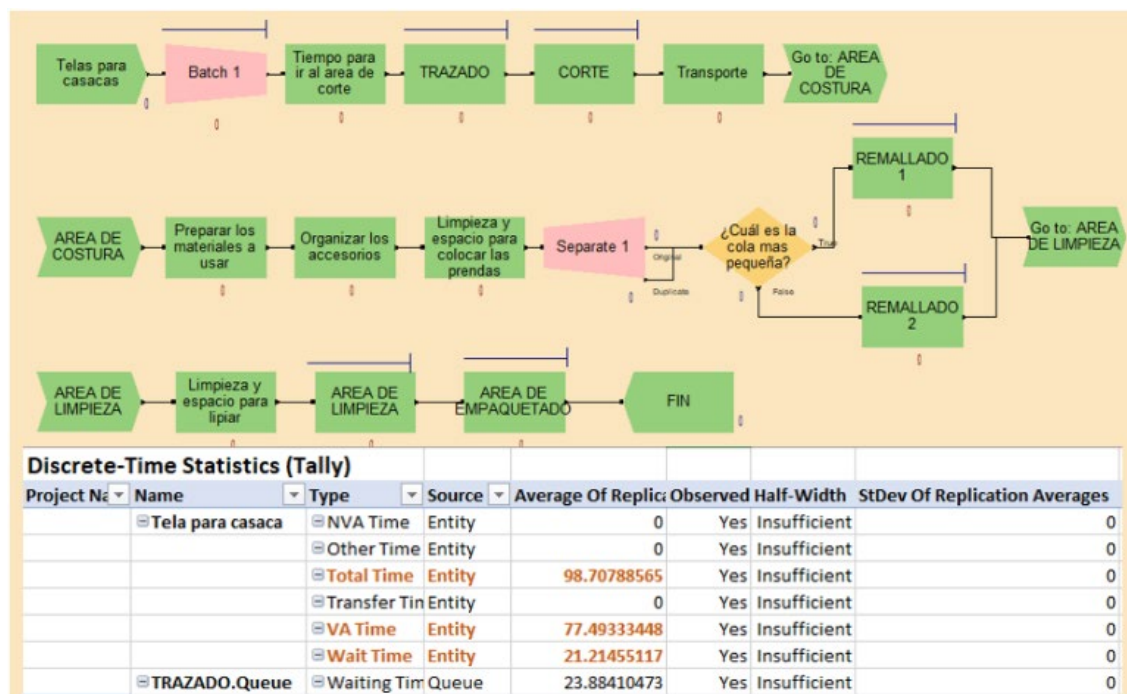 Telas para
casacas
Batch 1
Tiempo para
ir al area de
corte
TRAZADO
CORTE
Transporte
Go to: AREA
DE
COSTURA
AREA DE
COSTURA
Preparar los
materiales a
usar
Organizar los
accesorios
Limpieza y
espacio para
colocar las
prendas
Separate 1
Original
Duplicate
¿Cuál es la
cola mas
pequeña?
True
False
REMALLADO
1
REMALLADO
2
Go to: AREA
DE LIMPIEZA
AREA DE
LIMPIEZA
Limpieza y
espacio para
lipiar
AREA DE
LIMPIEZA
AREA DE
EMPAQUETADO
FIN
0 0 0 0 0 0 0 0 0 0 0 0 0 0 0 0 0 0 0 0 0 0
Discrete-Time Statistics (Tally)
Project Na Name Type Source Average Of Replica Observed Half-Width StDev Of Replication Averages
Tela para casaca NVA Time Entity 0 Yes Insufficient 0
Other Time Entity 0 Yes Insufficient 0
Total Time Entity 98.70788565 Yes Insufficient 0
Transfer Tin Entity 0 Yes Insufficient 0
VA Time Entity 77.49333448 Yes Insufficient 0
Wait Time Entity 21.21455117 Yes Insufficient 0
TRAZADO.Queue Waiting Tim Queue 23.88410473 Yes Insufficient 0